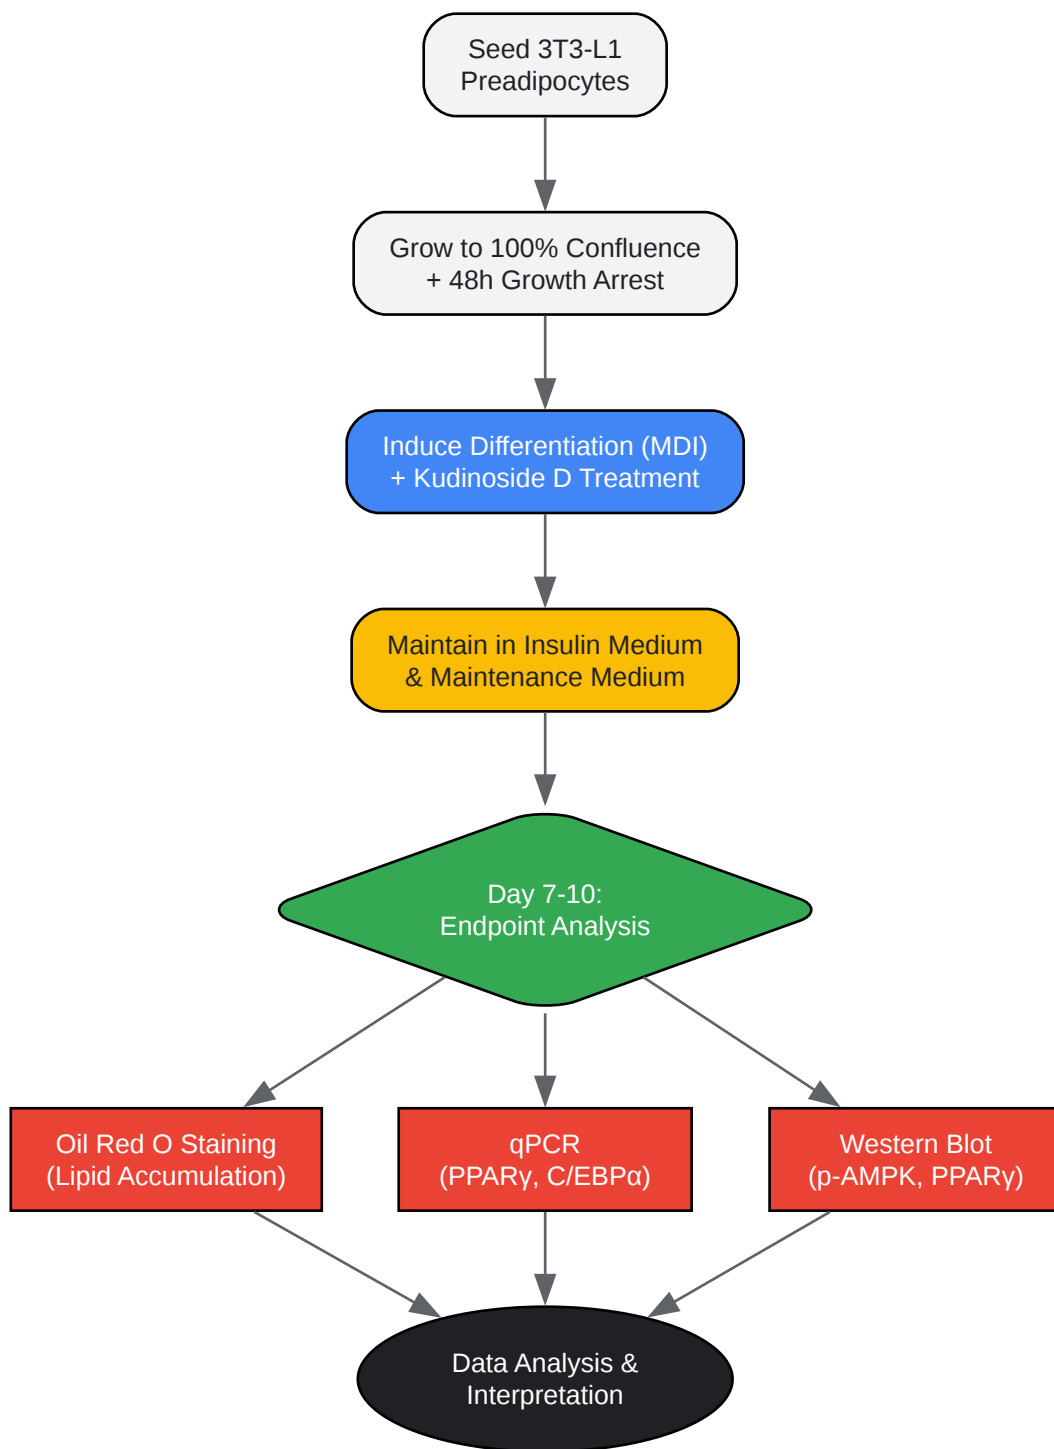 Seed 3T3-L1
Preadipocytes
Grow to 100% Confluence
+ 48h Growth Arrest
Induce Differentiation (MDI)
+ Kudinoside D Treatment
Maintain in Insulin Medium
& Maintenance Medium
Day 7-10:
Endpoint Analysis
Oil Red O Staining
(Lipid Accumulation)
qPCR
(PPARγ, C/EBPα)
Western Blot
(p-AMPK, PPARγ)
Data Analysis &
Interpretation